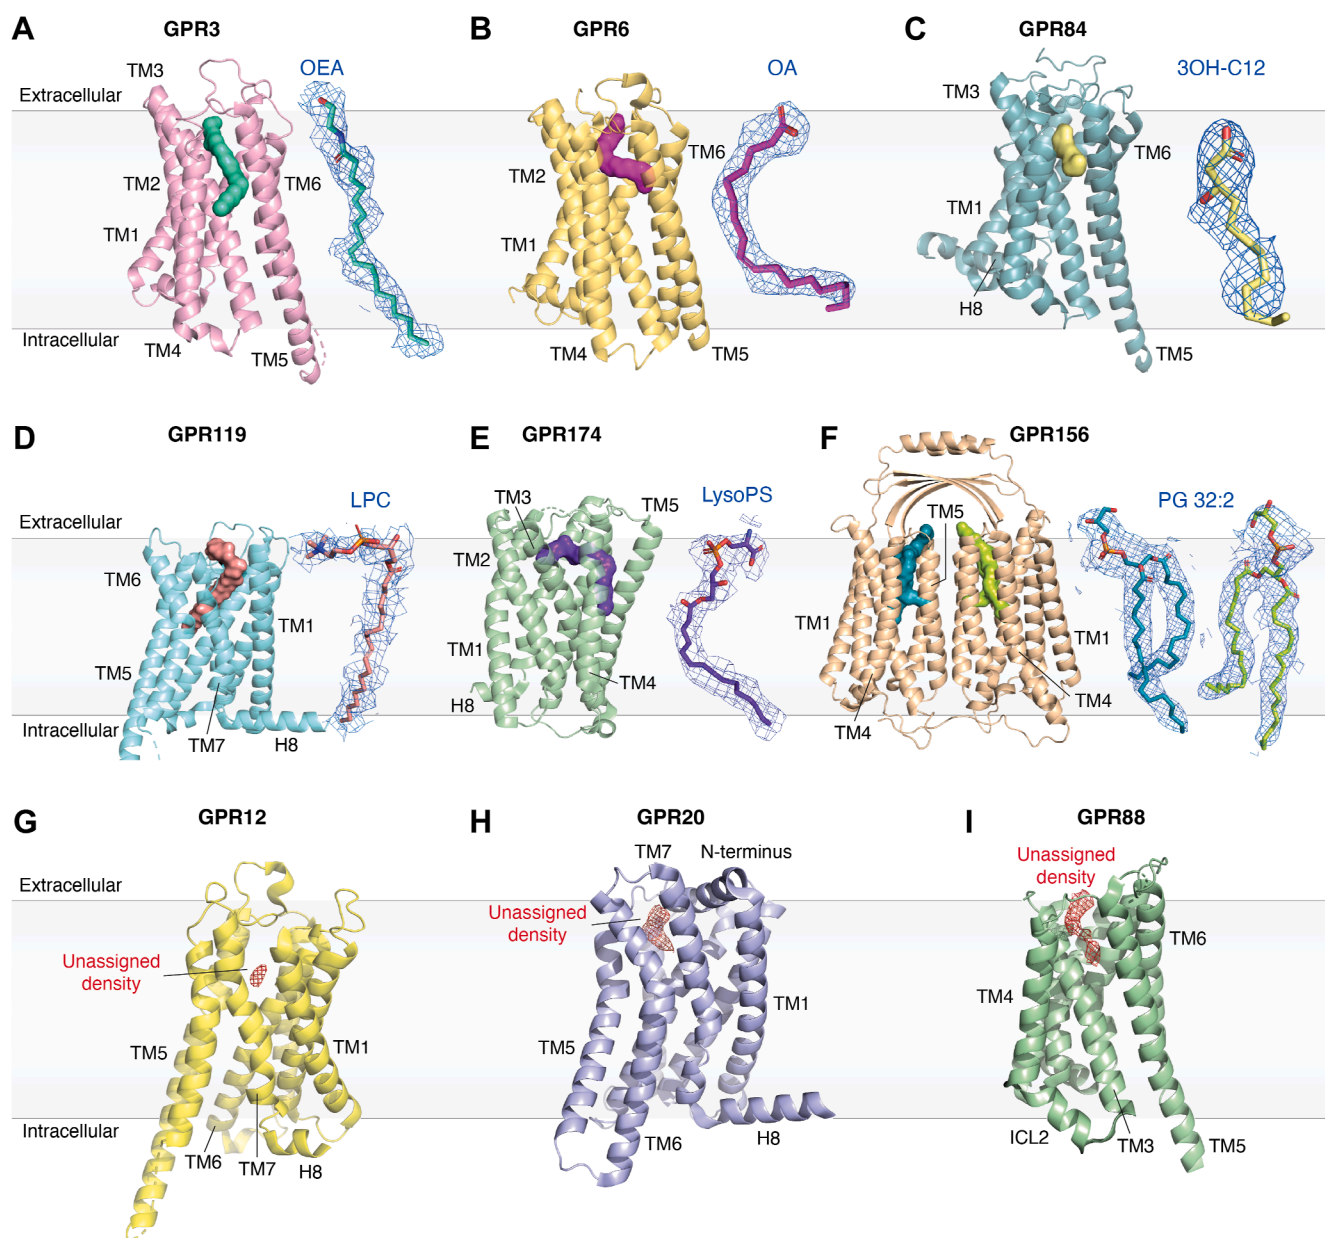 A
GPR3
TM3
OEA
Extracellular
TM2
TM6
TM1
Intracellular
TM4
TM5
B
GPR6
OA
TM6
TM2
TM1
TM4
TM5
C
GPR84
3OH-C12
TM3
TM6
TM1
H8
TM5
D
GPR119
LPC
Extracellular
TM6
TM1
TM5
Intracellular
TM7
H8
E
GPR174
TM3
LysoPS
TM5
TM2
TM1
TM4
H8
F
GPR156
PG 32:2
TM5
TM1
TM1
TM4
TM4
G
GPR12
Extracellular
Unassigned
density
TM5
TM1
Intracellular
TM6
TM7
H8
H
GPR20
TM7
N-terminus
Unassigned
density
TM1
TM5
TM6
H8
I
GPR88
Unassigned
density
TM6
TM4
ICL2
TM3
TM5